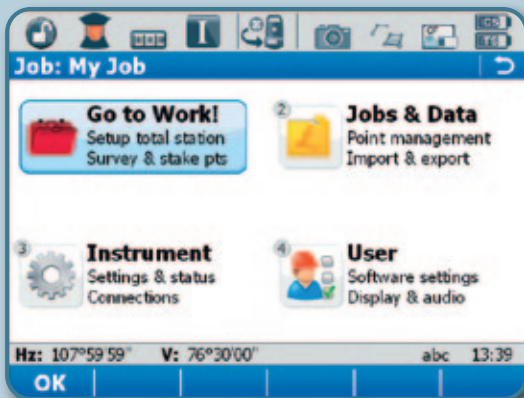 Job: My Job
Go to Work!
Setup total station
Survey & stake pts
2
Jobs & Data
Point management
Import & export
3
Instrument
Settings & status
Connections
4
User
Software settings
Display & audio
Hz: 107°59'59" V: 76°30'00" abc 13:39
OK